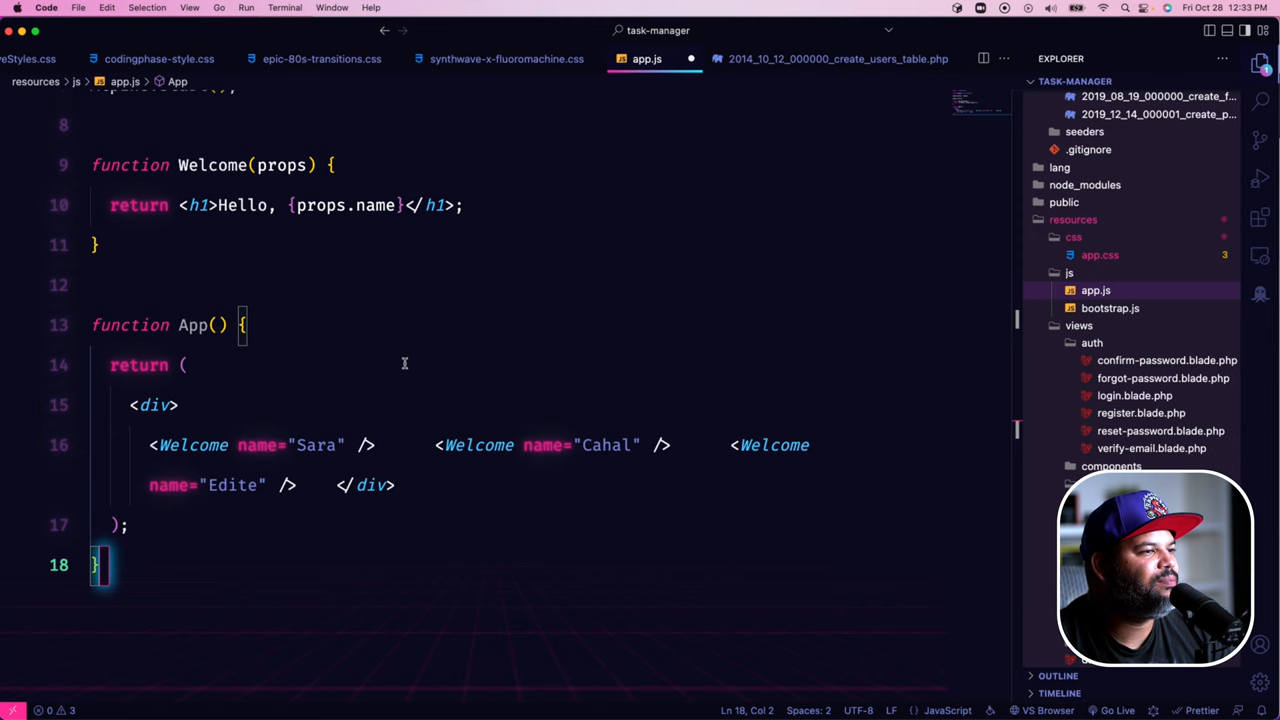 Code File Edit Selection View Go Run Terminal Window Help Fri Oct 28 12:33 PM
task-manager
codingphase-style.css epic-80s-transitions.css synthwave-x-fluoromachine.css JS app.js 2014_10_12_000000_create_users_table.php ...
resources > js > JS app.js > App
8
9 function Welcome(props) {
10 return <h1>Hello, {props.name}</h1>;
11 }
12
13 function App() {
14 return (
15 <div>
16 <Welcome name="Sara" /> <Welcome name="Cahal" /> <Welcome
name="Edite" /> </div>
17 );
18 }
EXPLORER ...
TASK-MANAGER
2019_08_19_000000_create_f...
2019_12_14_000001_create_p...
seeders
.gitignore
lang
node_modules
public
resources
css
app.css 3
js
JS app.js
JS bootstrap.js
views
auth
confirm-password.blade.php
forgot-password.blade.php
login.blade.php
register.blade.php
reset-password.blade.php
verify-email.blade.php
components
OUTLINE
TIMELINE
0 3 Ln 18, Col 2 Spaces: 2 UTF-8 LF {} JavaScript VS Browser Go Live Prettier